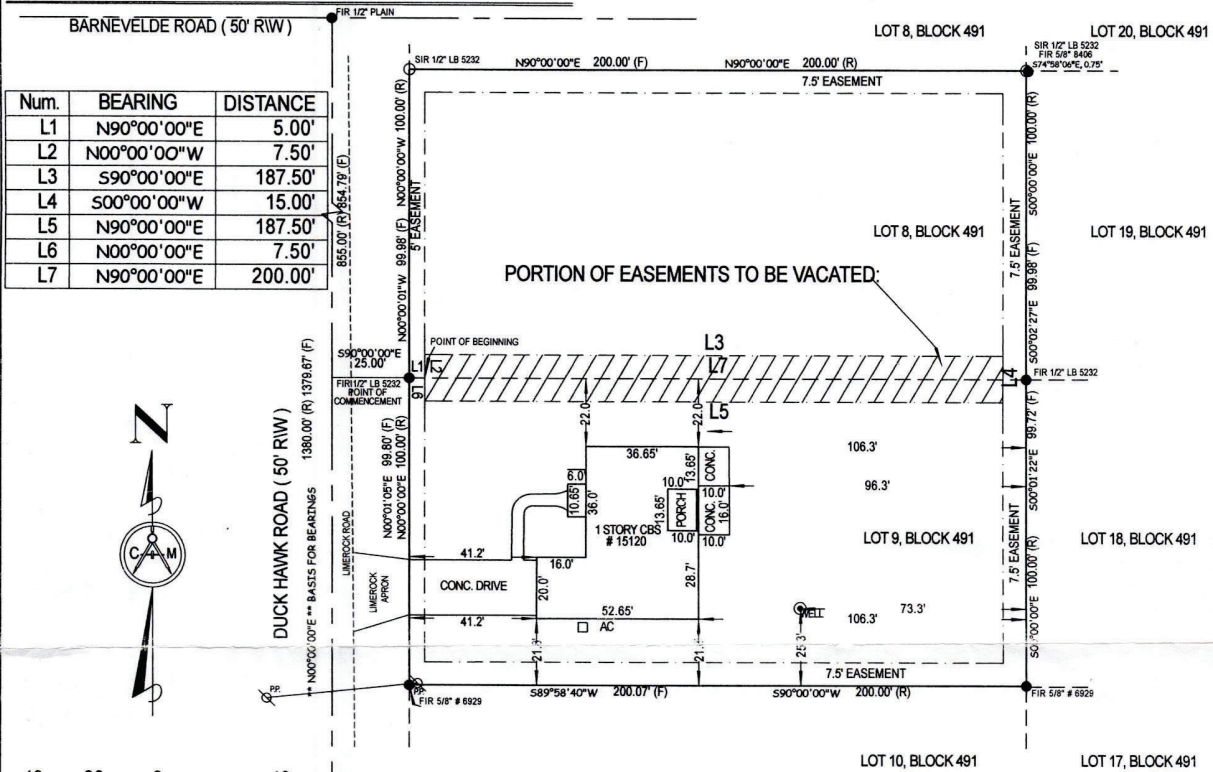 BARNEVELDE ROAD ( 50' R\W )
FIR 1/2" PLAIN
LOT 8, BLOCK 491
LOT 20, BLOCK 491
SIR 1/2" LB 5232
N90°00'00"E 200.00' (F)
N90°00'00"E 200.00' (R)
SIR 1/2" LB 5232
FIR 5/8" 8406
S74°58'06"E, 0.75'
7.5' EASEMENT
Num. BEARING DISTANCE
L1 N90°00'00"E 5.00'
L2 N00°00'00"W 7.50'
L3 S90°00'00"E 187.50'
L4 S00°00'00"W 15.00'
L5 N90°00'00"E 187.50'
L6 N00°00'00"E 7.50'
L7 N90°00'00"E 200.00'
855.00' (R) 854.79' (F)
N00°00'01"W 99.98' (F)
N00°00'00"W 100.00' (R)
5' EASEMENT
S00°00'00"E 100.00' (R)
S00°02'27"E 99.98' (F)
7.5' EASEMENT
LOT 8, BLOCK 491
LOT 19, BLOCK 491
PORTION OF EASEMENTS TO BE VACATED:
S90°00'00"E
25.00'
POINT OF BEGINNING
L1
L2
L3
L7
L4
L6
L5
FIR 1/2" LB 5232
POINT OF
COMMENCEMENT
FIR 1/2" LB 5232
N
C M
DUCK HAWK ROAD ( 50' R\W )
1380.00' (R) 1379.67' (F)
** N00°00'00"E ** BASIS FOR BEARINGS
LIMEROCK ROAD
LIMEROCK
APRON
N00°01'05"E 99.80' (F)
N00°00'00"E 100.00' (R)
22.0
22.0
36.65'
13.65'
CONC.
106.3'
6.0'
10.65'
36.0'
10.0'
13.65'
PORCH
10.0'
10.0'
CONC.
16.0'
10.0'
96.3'
1 STORY CBS
# 15120
LOT 9, BLOCK 491
LOT 18, BLOCK 491
S00°01'22"E 99.72' (F)
S00°00'00"E 100.00' (R)
7.5' EASEMENT
41.2'
16.0'
CONC. DRIVE
20.0'
28.7'
52.65'
AC
41.2'
WELL
73.3'
106.3'
25.3'
7.5' EASEMENT
P.P.
P.P.
FIR 5/8" # 6929
S89°58'40"W 200.07' (F)
S90°00'00"W 200.00' (R)
FIR 5/8" # 6929
LOT 10, BLOCK 491
LOT 17, BLOCK 491